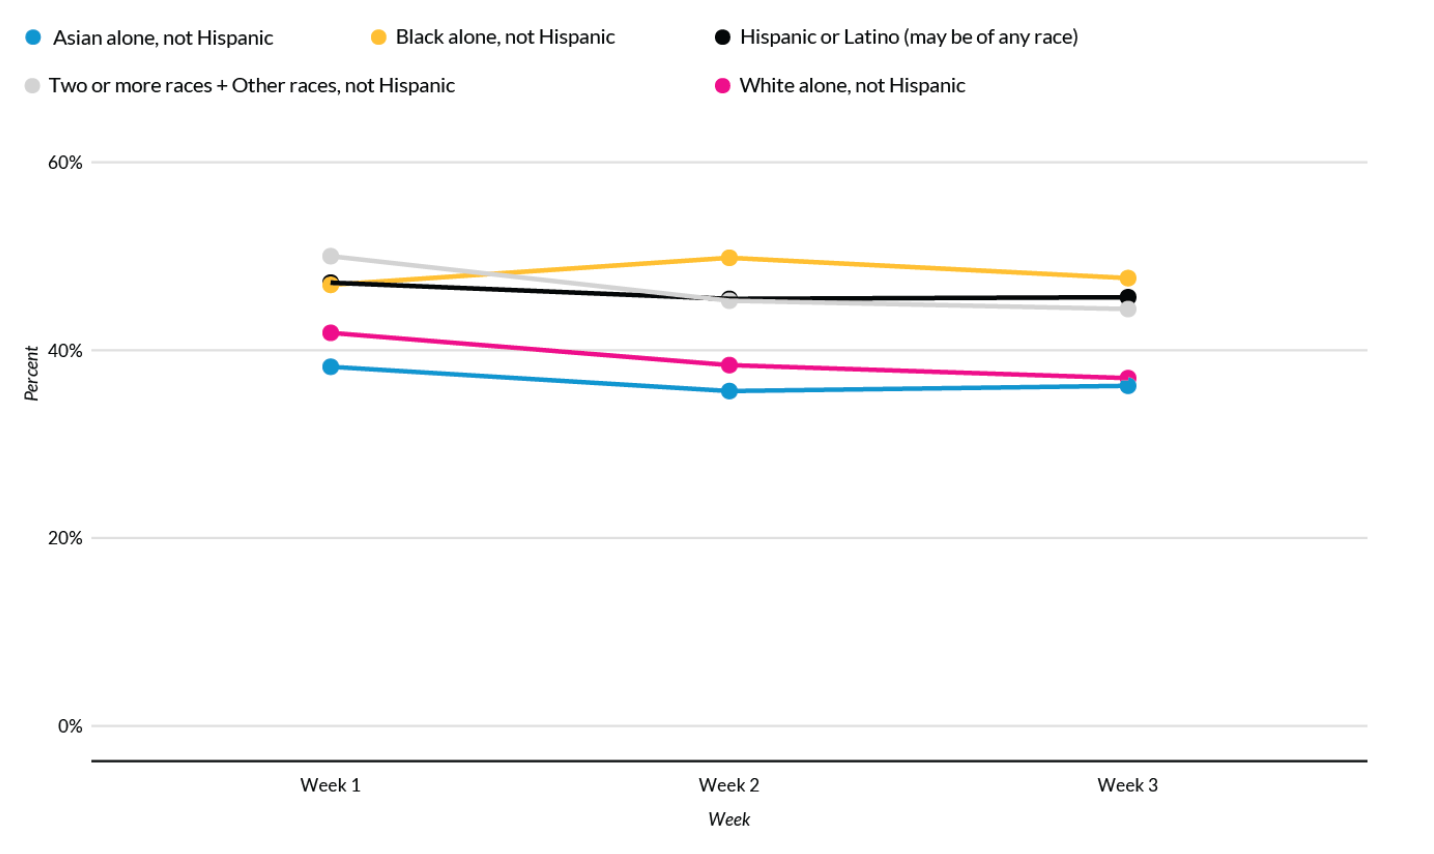 Asian alone, not Hispanic
Black alone, not Hispanic
Hispanic or Latino (may be of any race)
Two or more races + Other races, not Hispanic
White alone, not Hispanic
60%
40%
20%
0%
Percent
Week 1
Week 2
Week 3
Week